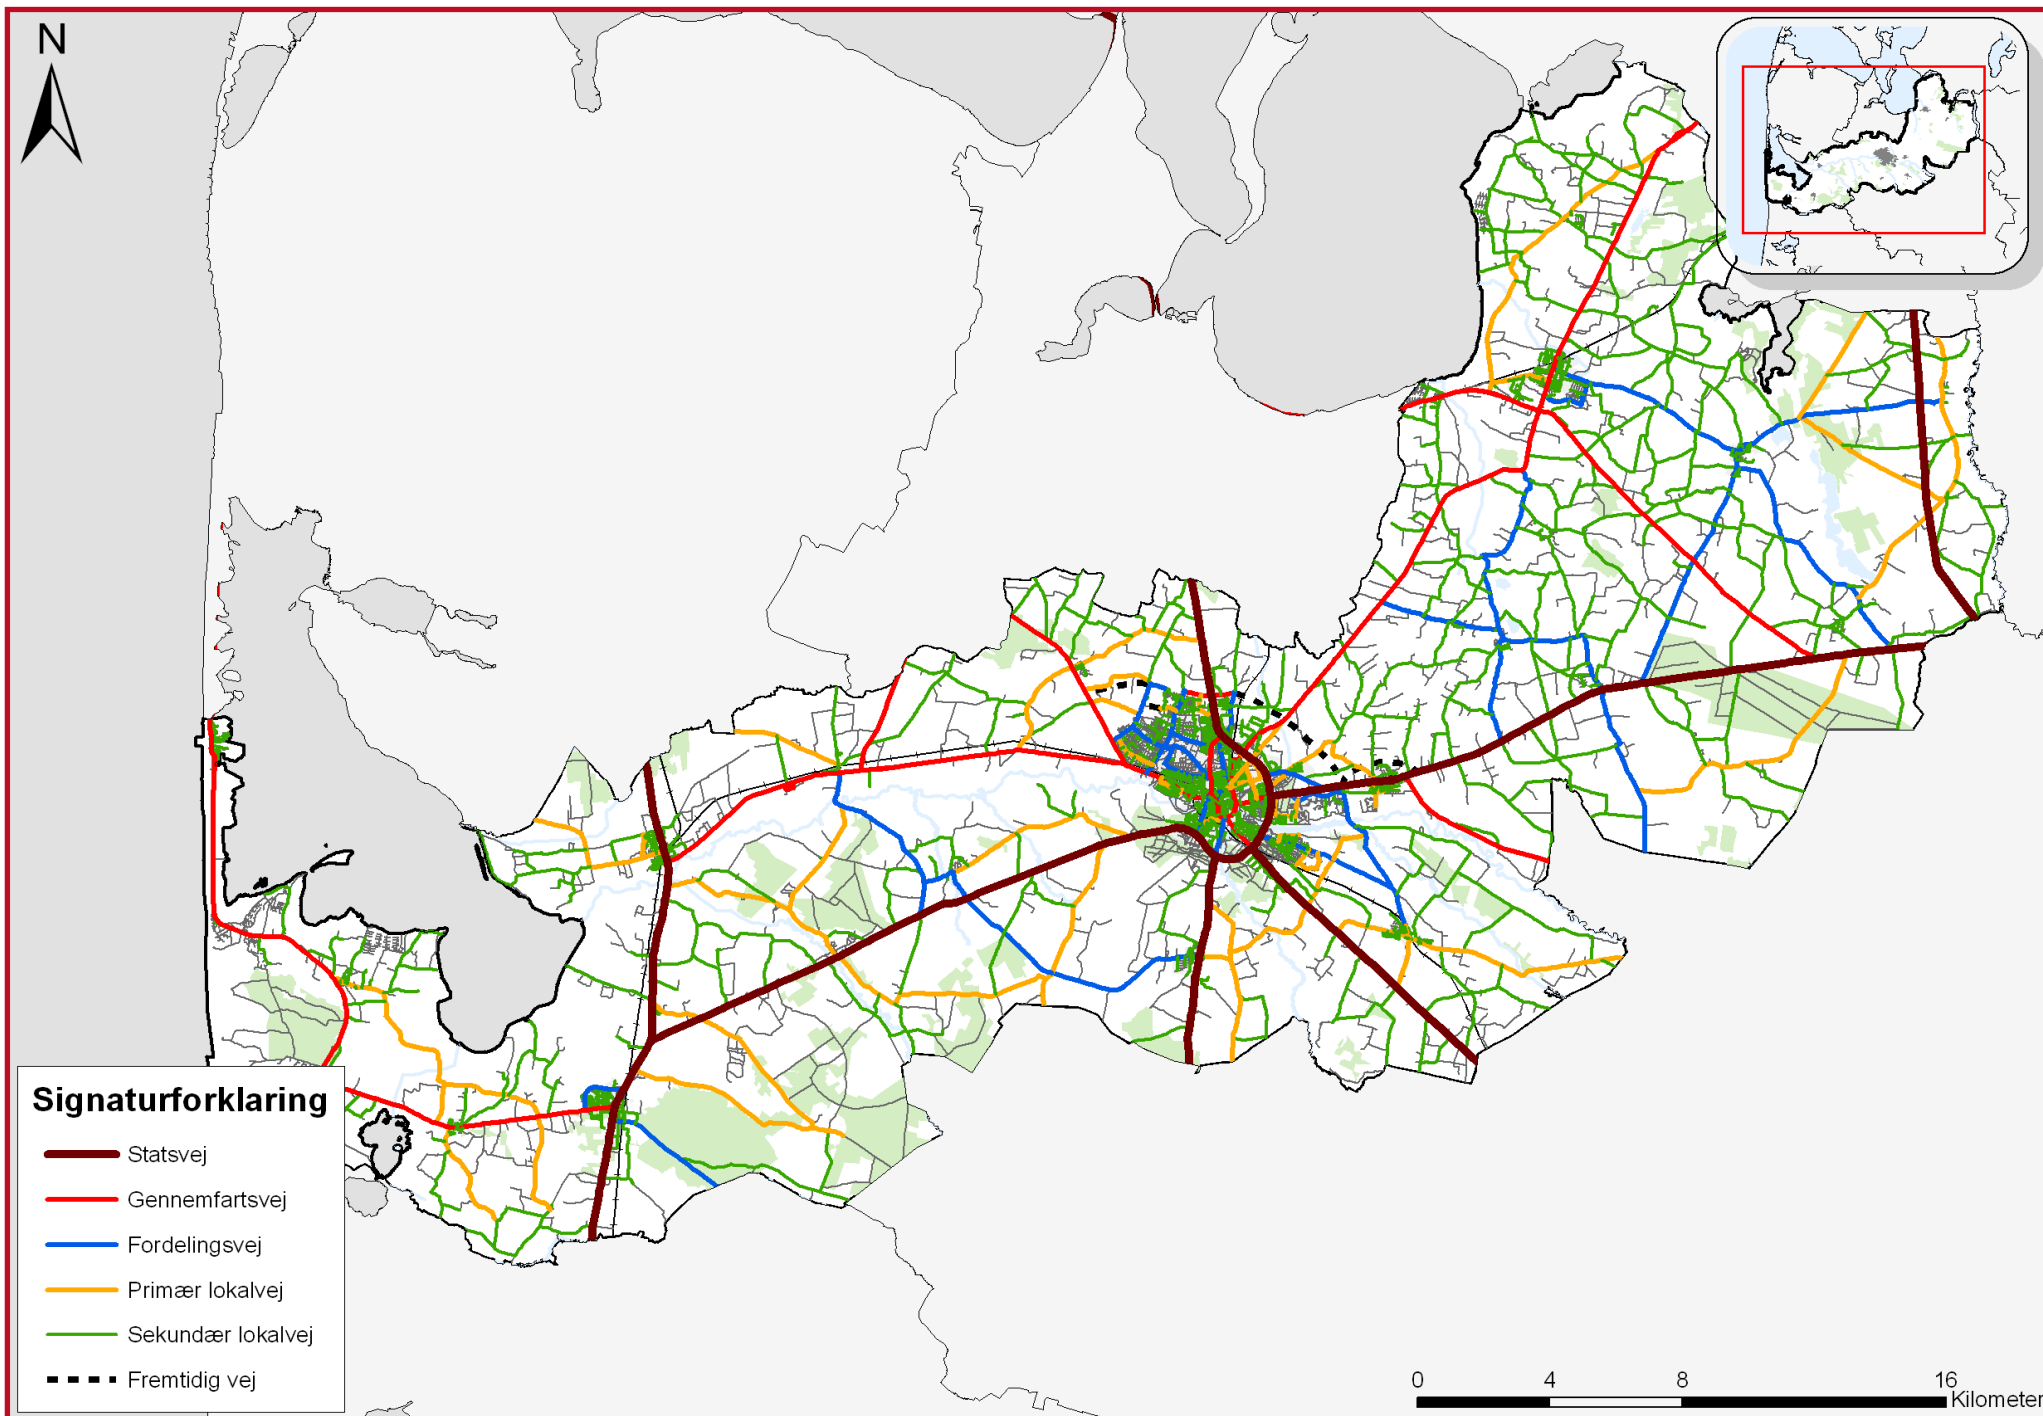 N
Signaturforklaring
Statsvej
Gennemfartsvej
Fordelingsvej
Primær lokalvej
Sekundær lokalvej
Fremtidig vej
0 4 8 16
Kilometer